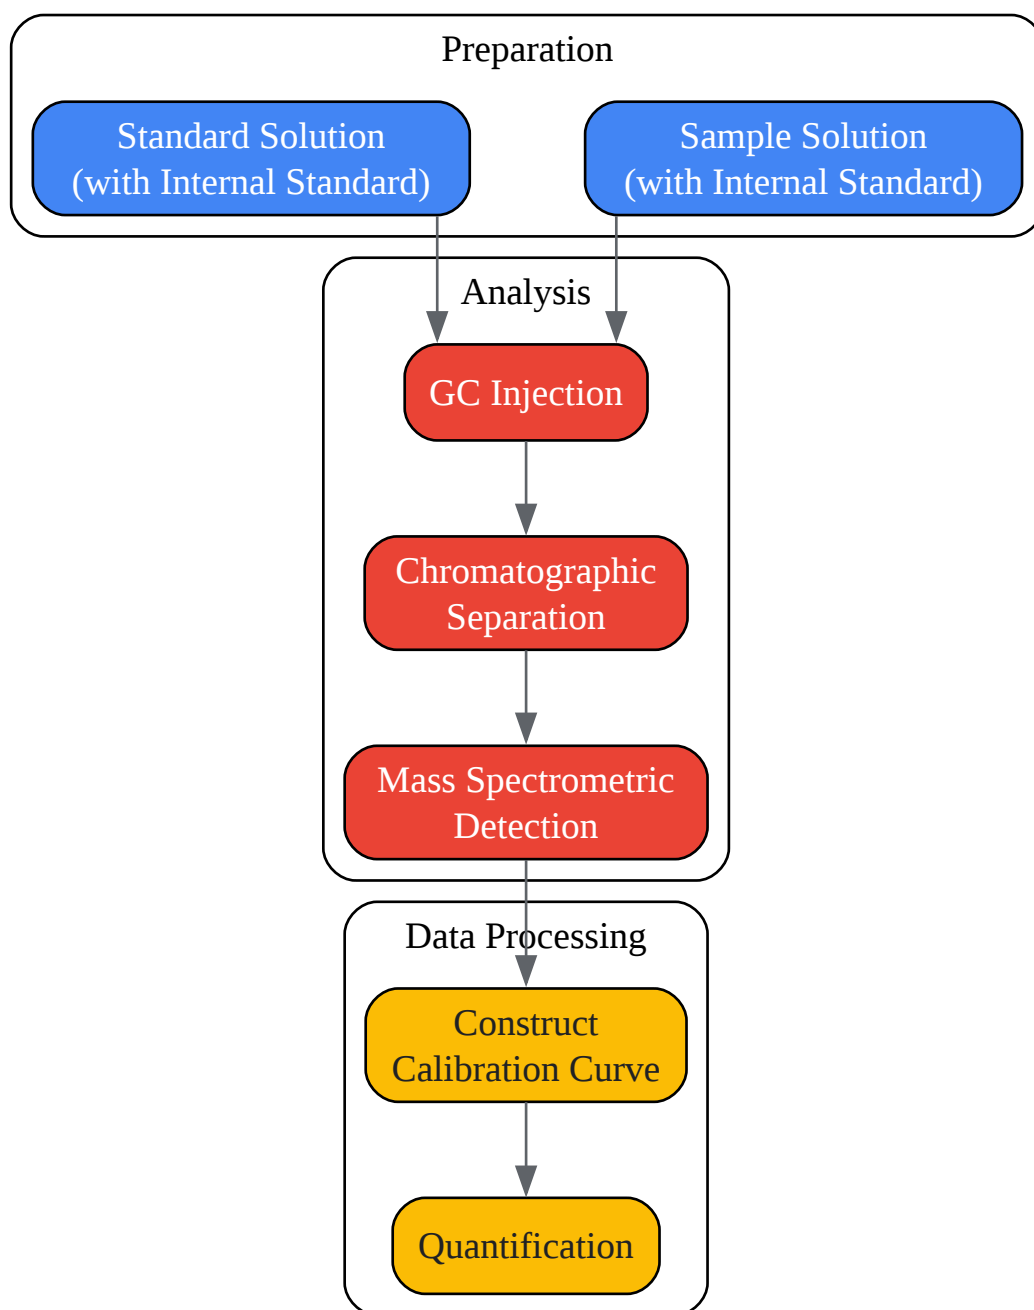 Preparation
Standard Solution
(with Internal Standard)
Sample Solution
(with Internal Standard)
Analysis
GC Injection
Chromatographic
Separation
Mass Spectrometric
Detection
Data Processing
Construct
Calibration Curve
Quantification